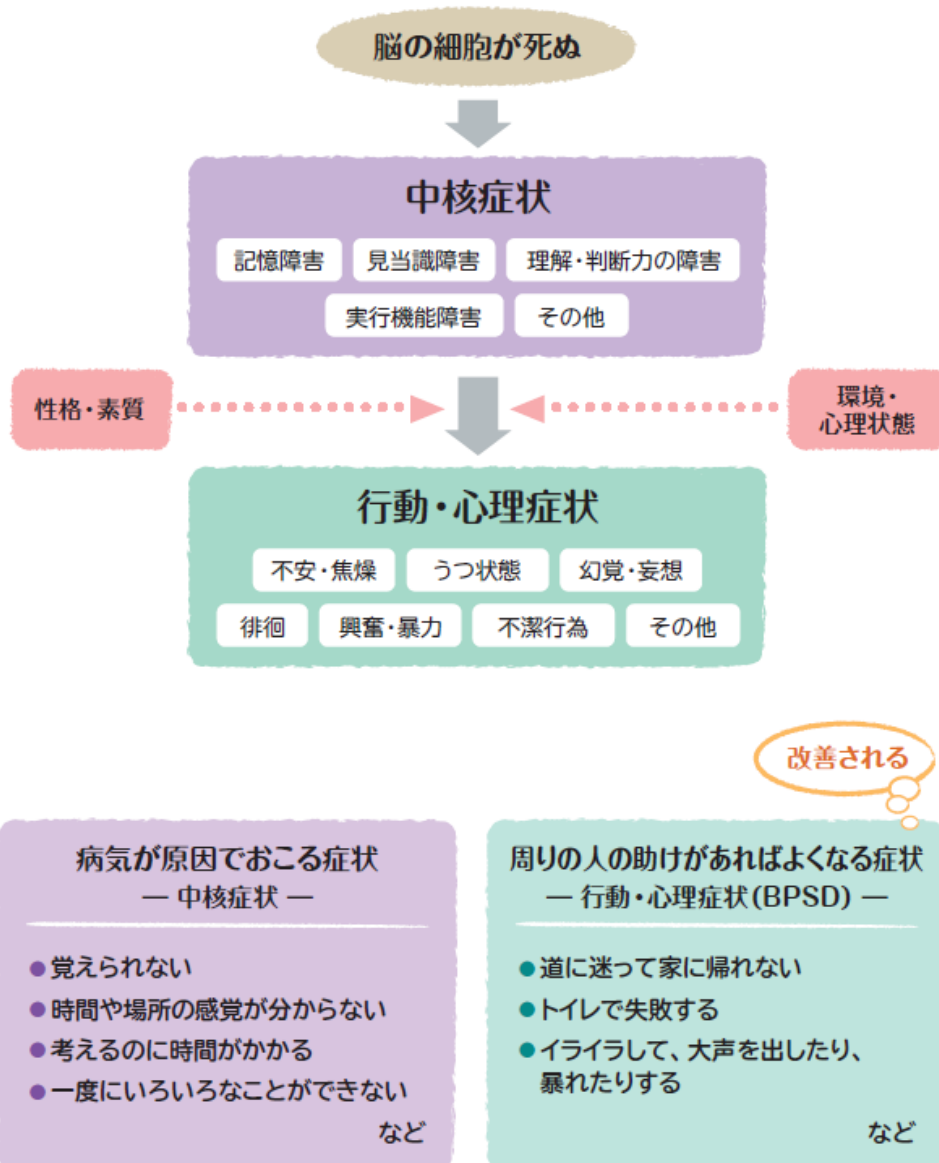 脳の細胞が死ぬ
中核症状
記憶障害 見当識障害 理解・判断力の障害
実行機能障害 その他
性格・素質
環境・
心理状態
行動・心理症状
不安・焦燥 うつ状態 幻覚・妄想
徘徊 興奮・暴力 不潔行為 その他
改善される
病気が原因でおこる症状
― 中核症状 ―
●覚えられない
●時間や場所の感覚が分からない
●考えるのに時間がかかる
●一度にいろいろなことができない
など
周りの人の助けがあればよくなる症状
― 行動・心理症状(BPSD) ―
●道に迷って家に帰れない
●トイレで失敗する
●イライラして、大声を出したり、
暴れたりする
など